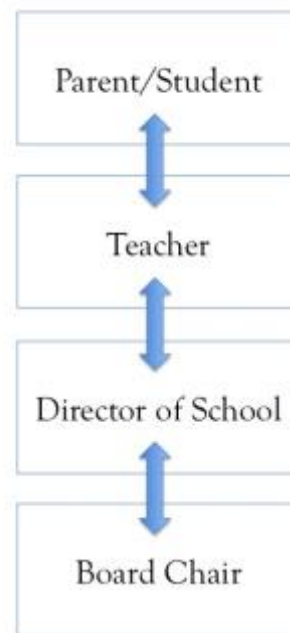 Parent/Student
Teacher
Director of School
Board Chair